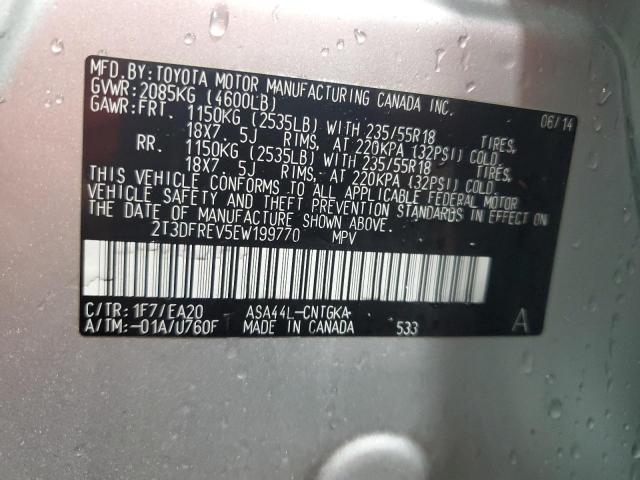 MFD. BY: TOYOTA MOTOR MANUFACTURING CANADA INC.
GVWR: 2085KG (4600LB) 06/14
GAWR: FRT. 1150KG (2535LB) WITH 235/55R18 TIRES,
18X7. 5J RIMS, AT 220KPA (32PSI) COLD
RR. 1150KG (2535LB) WITH 235/55R18 TIRES,
18X7. 5J RIMS, AT 220KPA (32PSI) COLD.
THIS VEHICLE CONFORMS TO ALL APPLICABLE FEDERAL MOTOR
VEHICLE SAFETY AND THEFT PREVENTION STANDARDS IN EFFECT ON
THE DATE OF MANUFACTURE SHOWN ABOVE.
2T3DFREV5EW199770 MPV
C/TR: 1F7/EA20 ASA44L-CNTGKA
A/TM: -01A/U760F MADE IN CANADA 533 A